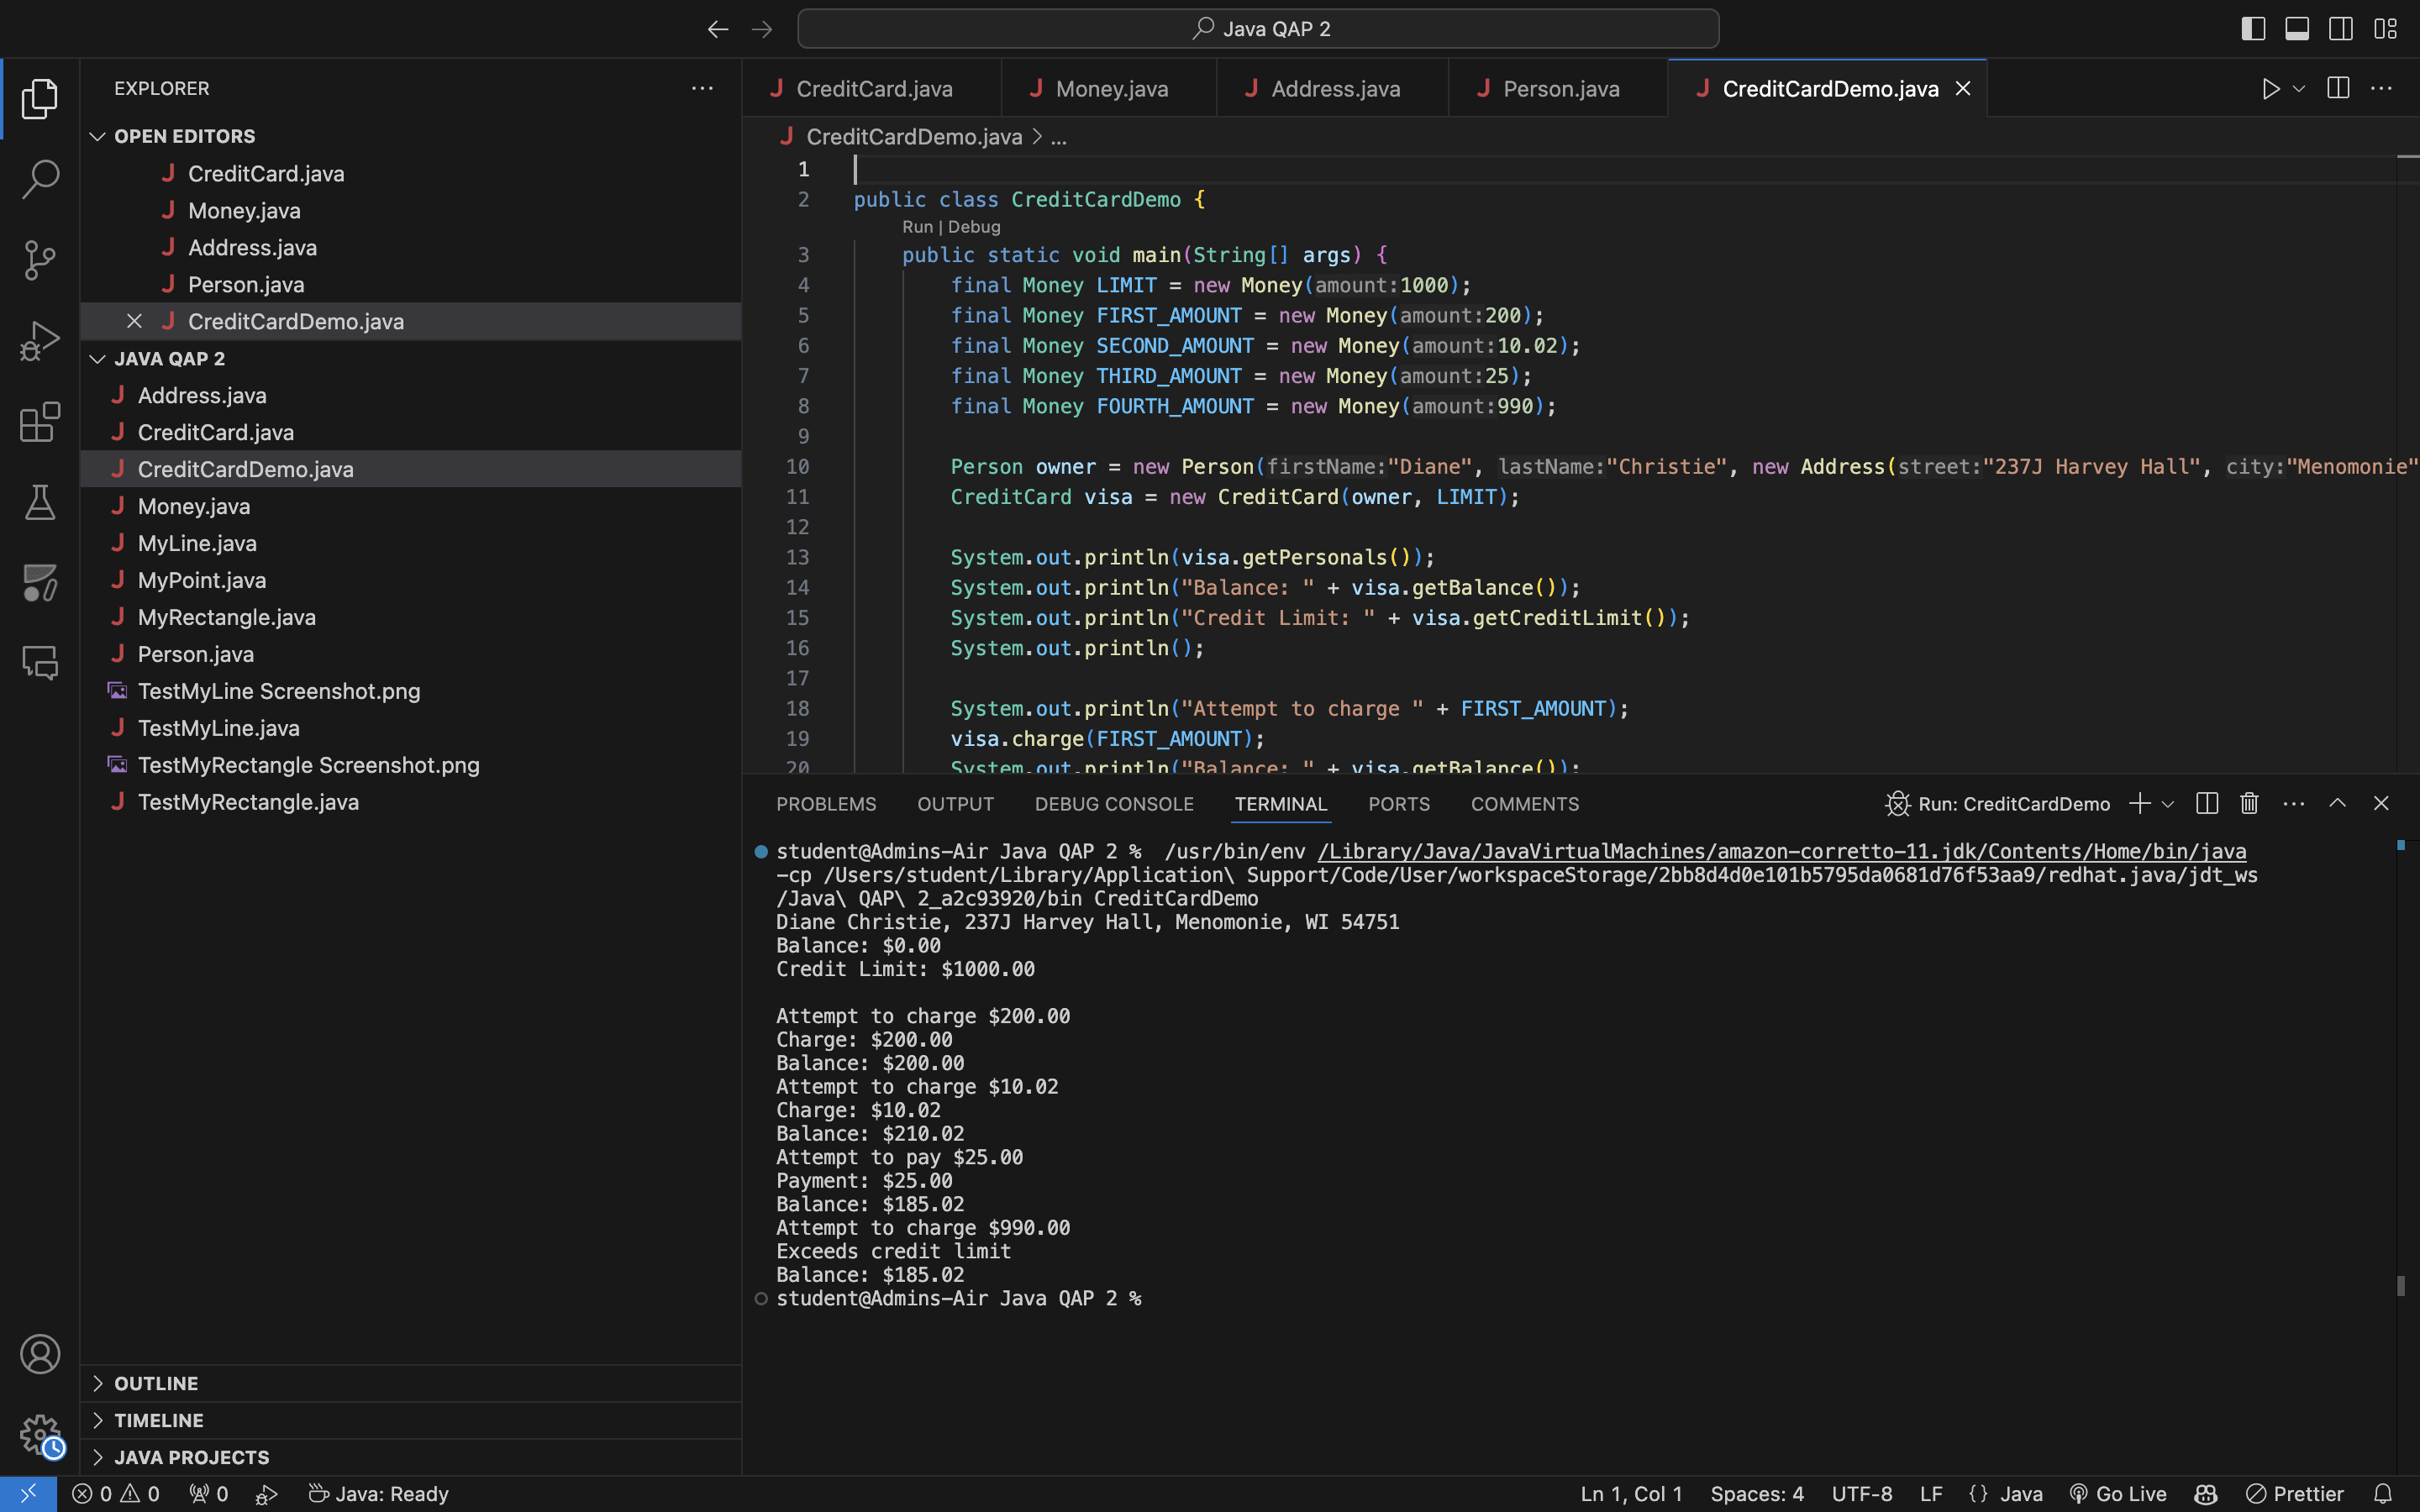 Java QAP 2
EXPLORER
OPEN EDITORS
CreditCard.java
Money.java
Address.java
Person.java
CreditCardDemo.java
JAVA QAP 2
Address.java
CreditCard.java
CreditCardDemo.java
Money.java
MyLine.java
MyPoint.java
MyRectangle.java
Person.java
TestMyLine Screenshot.png
TestMyLine.java
TestMyRectangle Screenshot.png
TestMyRectangle.java
OUTLINE
TIMELINE
JAVA PROJECTS
CreditCard.java Money.java Address.java Person.java CreditCardDemo.java
CreditCardDemo.java > ...
1
2 public class CreditCardDemo {
Run | Debug
3 public static void main(String[] args) {
4 final Money LIMIT = new Money(amount:1000);
5 final Money FIRST_AMOUNT = new Money(amount:200);
6 final Money SECOND_AMOUNT = new Money(amount:10.02);
7 final Money THIRD_AMOUNT = new Money(amount:25);
8 final Money FOURTH_AMOUNT = new Money(amount:990);
9
10 Person owner = new Person(firstName:"Diane", lastName:"Christie", new Address(street:"237J Harvey Hall", city:"Menomonie"
11 CreditCard visa = new CreditCard(owner, LIMIT);
12
13 System.out.println(visa.getPersonals());
14 System.out.println("Balance: " + visa.getBalance());
15 System.out.println("Credit Limit: " + visa.getCreditLimit());
16 System.out.println();
17
18 System.out.println("Attempt to charge " + FIRST_AMOUNT);
19 visa.charge(FIRST_AMOUNT);
20 System.out.println("Balance: " + visa.getBalance());
PROBLEMS OUTPUT DEBUG CONSOLE TERMINAL PORTS COMMENTS Run: CreditCardDemo
student@Admins-Air Java QAP 2 % /usr/bin/env /Library/Java/JavaVirtualMachines/amazon-corretto-11.jdk/Contents/Home/bin/java
-cp /Users/student/Library/Application\ Support/Code/User/workspaceStorage/2bb8d4d0e101b5795da0681d76f53aa9/redhat.java/jdt_ws
/Java\ QAP\ 2_a2c93920/bin CreditCardDemo
Diane Christie, 237J Harvey Hall, Menomonie, WI 54751
Balance: $0.00
Credit Limit: $1000.00
Attempt to charge $200.00
Charge: $200.00
Balance: $200.00
Attempt to charge $10.02
Charge: $10.02
Balance: $210.02
Attempt to pay $25.00
Payment: $25.00
Balance: $185.02
Attempt to charge $990.00
Exceeds credit limit
Balance: $185.02
student@Admins-Air Java QAP 2 %
0 0 0 Java: Ready Ln 1, Col 1 Spaces: 4 UTF-8 LF {} Java Go Live Prettier